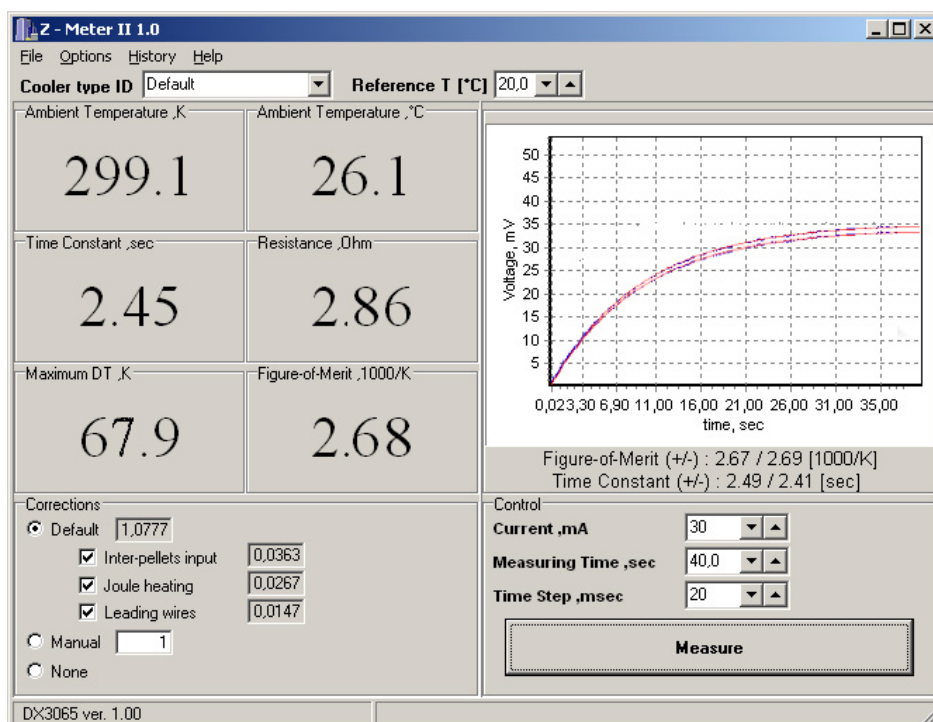 Z - Meter II 1.0
File Options History Help
Cooler type ID Default Reference T [°C] 20,0
Ambient Temperature ,K
299.1
Ambient Temperature ,°C
26.1
Time Constant ,sec
2.45
Resistance ,Ohm
2.86
Maximum DT ,K
67.9
Figure-of-Merit ,1000/K
2.68
Voltage, mV
50
45
40
35
30
25
20
15
10
5
0,02 3,30 6,90 11,00 16,00 21,00 26,00 31,00 35,00
time, sec
Figure-of-Merit (+/-) : 2.67 / 2.69 [1000/K]
Time Constant (+/-) : 2.49 / 2.41 [sec]
Corrections
Default 1,0777
Inter-pellets input 0,0363
Joule heating 0,0267
Leading wires 0,0147
Manual 1
None
Control
Current ,mA 30
Measuring Time ,sec 40,0
Time Step ,msec 20
Measure
DX3065 ver. 1.00